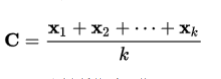 C = (x₁ + x₂ + ⋯ + xₖ) / k